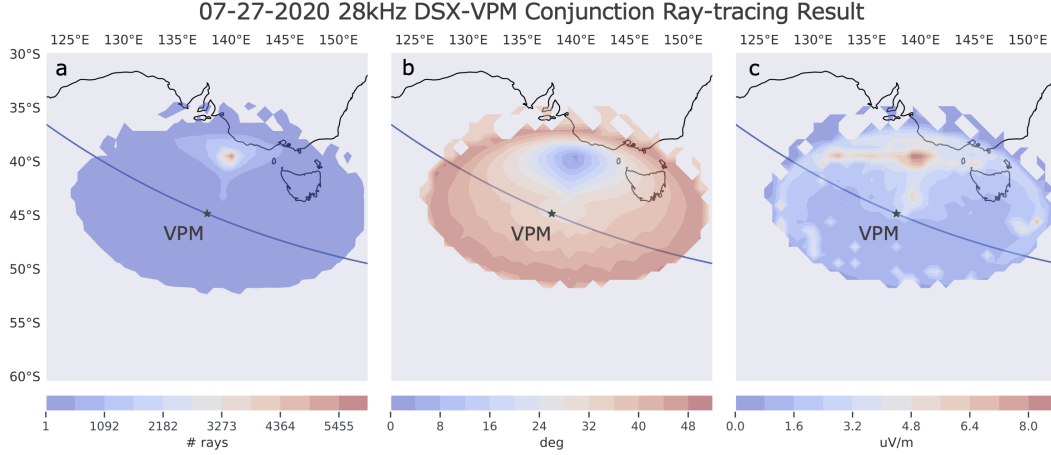 07-27-2020 28kHz DSX-VPM Conjunction Ray-tracing Result
125°E 130°E 135°E 140°E 145°E 150°E 125°E 130°E 135°E 140°E 145°E 150°E 125°E 130°E 135°E 140°E 145°E 150°E
30°S
a b c
35°S
40°S
45°S
VPM VPM VPM
50°S
55°S
60°S
1 1092 2182 3273 4364 5455 0 8 16 24 32 40 48 0.0 1.6 3.2 4.8 6.4 8.0
# rays deg uV/m